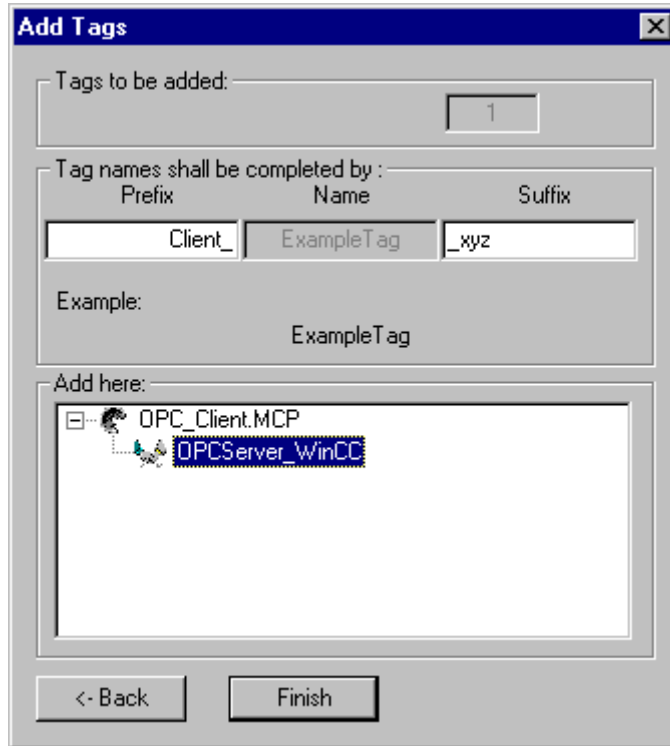 Add Tags
Tags to be added:
1
Tag names shall be completed by :
Prefix Name Suffix
Client_ ExampleTag _xyz
Example:
ExampleTag
Add here:
OPC_Client.MCP
OPCServer_WinCC
<- Back Finish